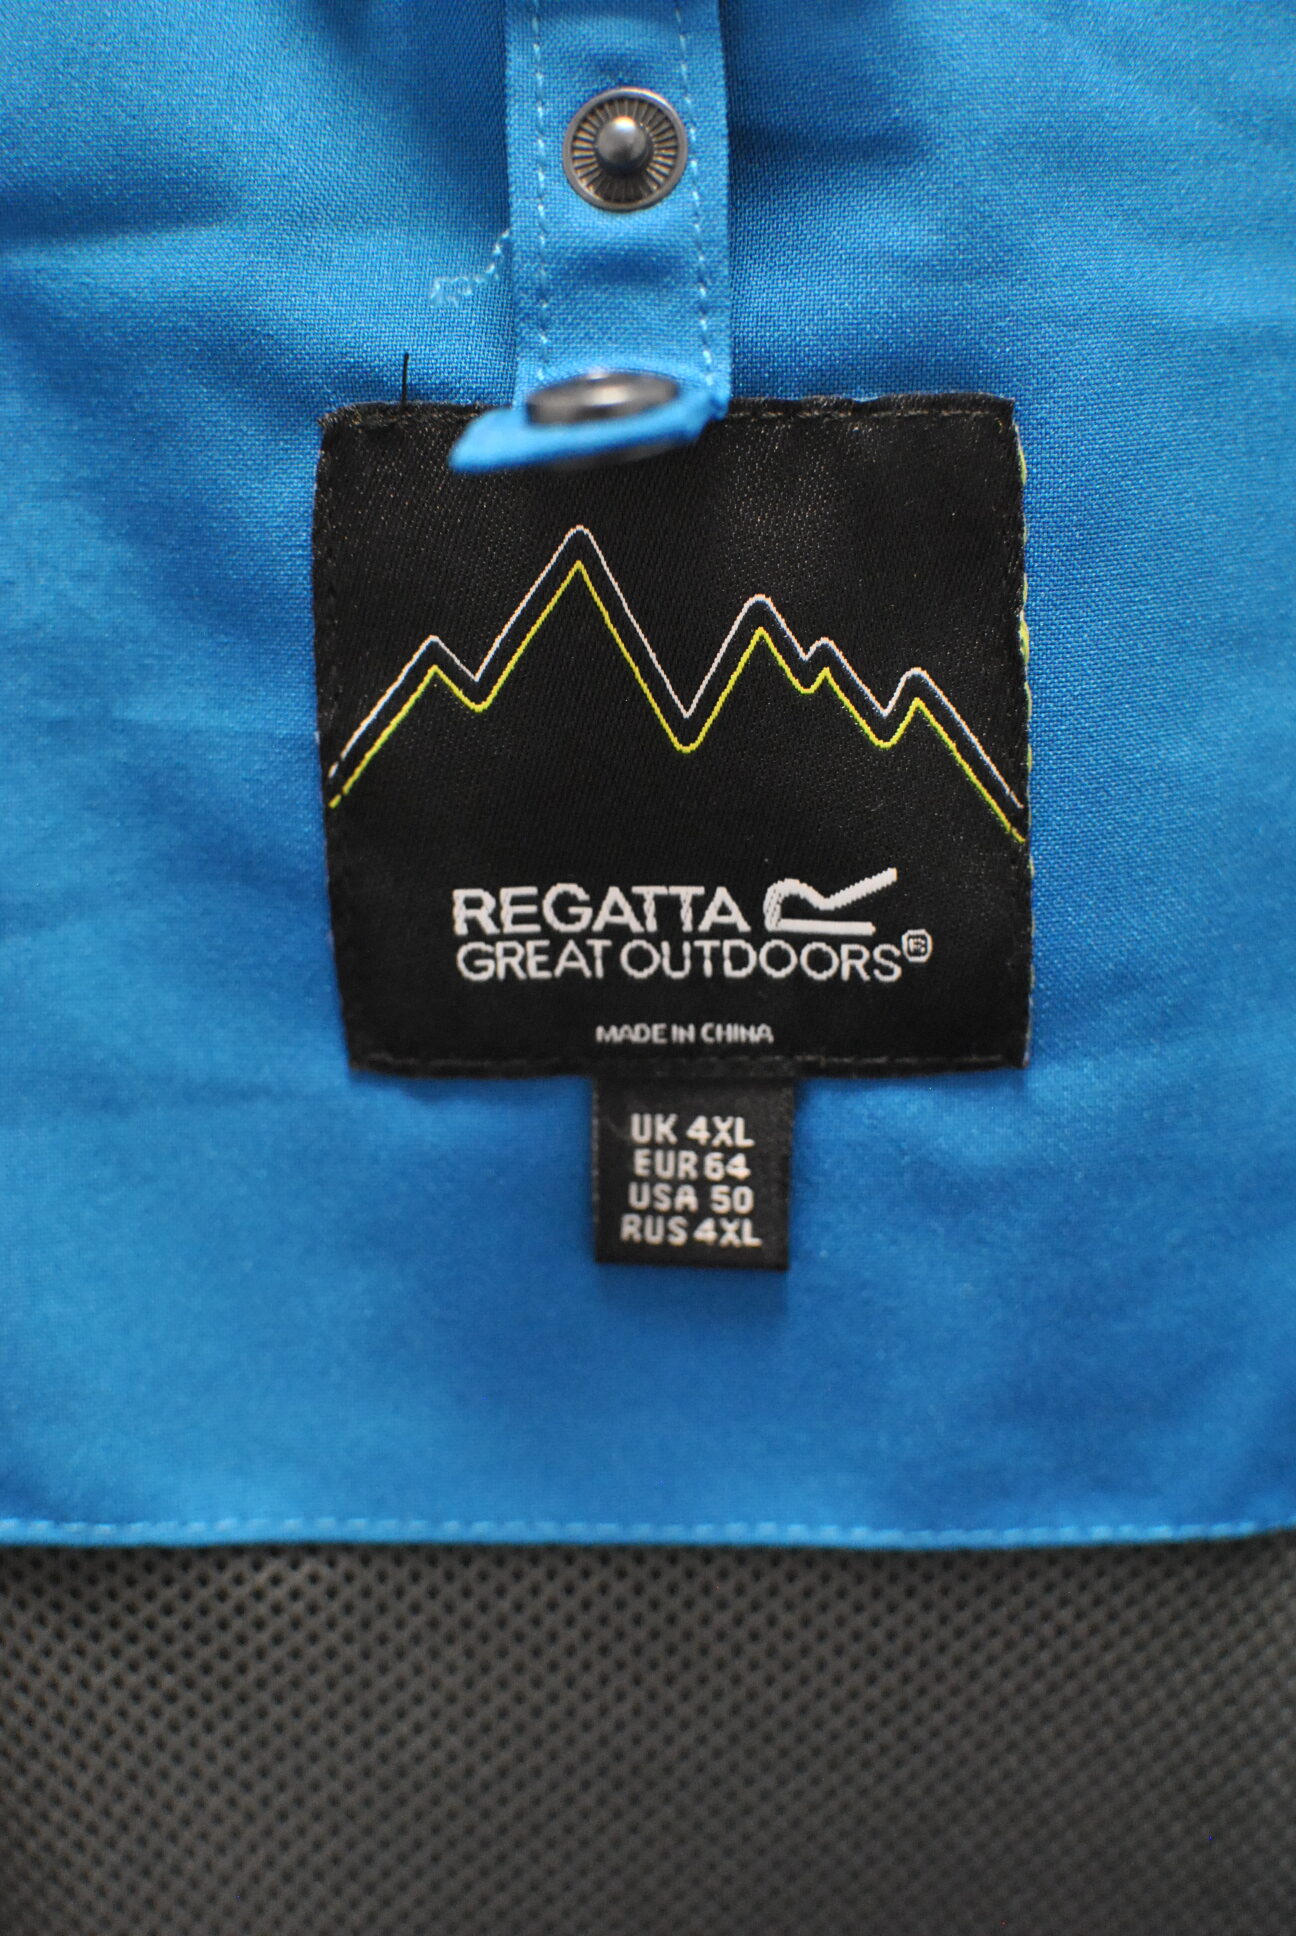 REGATTA
GREAT OUTDOORS®
MADE IN CHINA
UK 4XL
EUR 64
USA 50
RUS 4XL